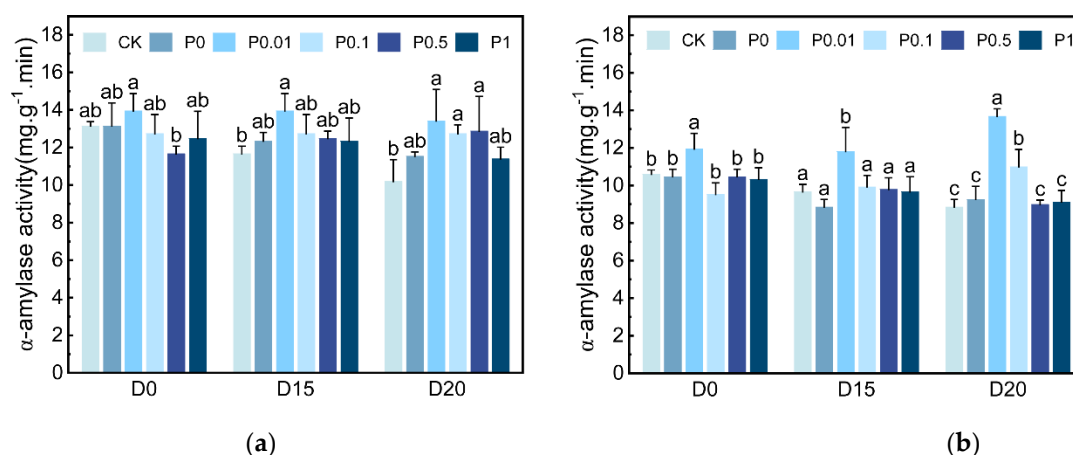 α-amylase activity(mg.g⁻¹.min)
18
16
14
12
10
8
6
4
2
0
CK P0 P0.01 P0.1 P0.5 P1
ab ab a ab b ab
b ab a ab ab ab
b ab a a a ab
D0 D15 D20
(a)
α-amylase activity(mg.g⁻¹.min)
18
16
14
12
10
8
6
4
2
0
CK P0 P0.01 P0.1 P0.5 P1
b b a b b b
a a b a a a
c c a b c c
D0 D15 D20
(b)